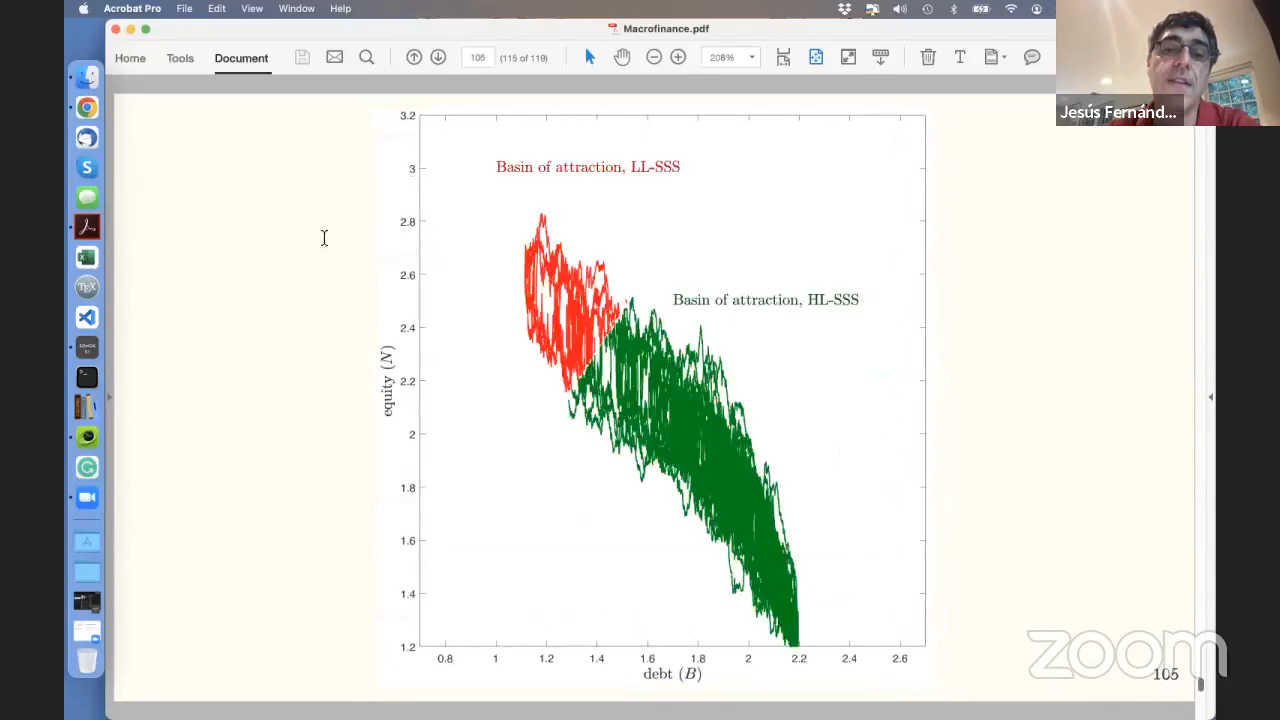 Acrobat Pro File Edit View Window Help
Macrofinance.pdf
Home Tools Document
106 (115 of 119)
208%
Jesús Fernánd...
3.2
3
2.8
2.6
2.4
2.2
2
1.8
1.6
1.4
1.2
Basin of attraction, LL-SSS
Basin of attraction, HL-SSS
equity (N)
0.8 1 1.2 1.4 1.6 1.8 2 2.2 2.4 2.6
debt (B)
zoom
105